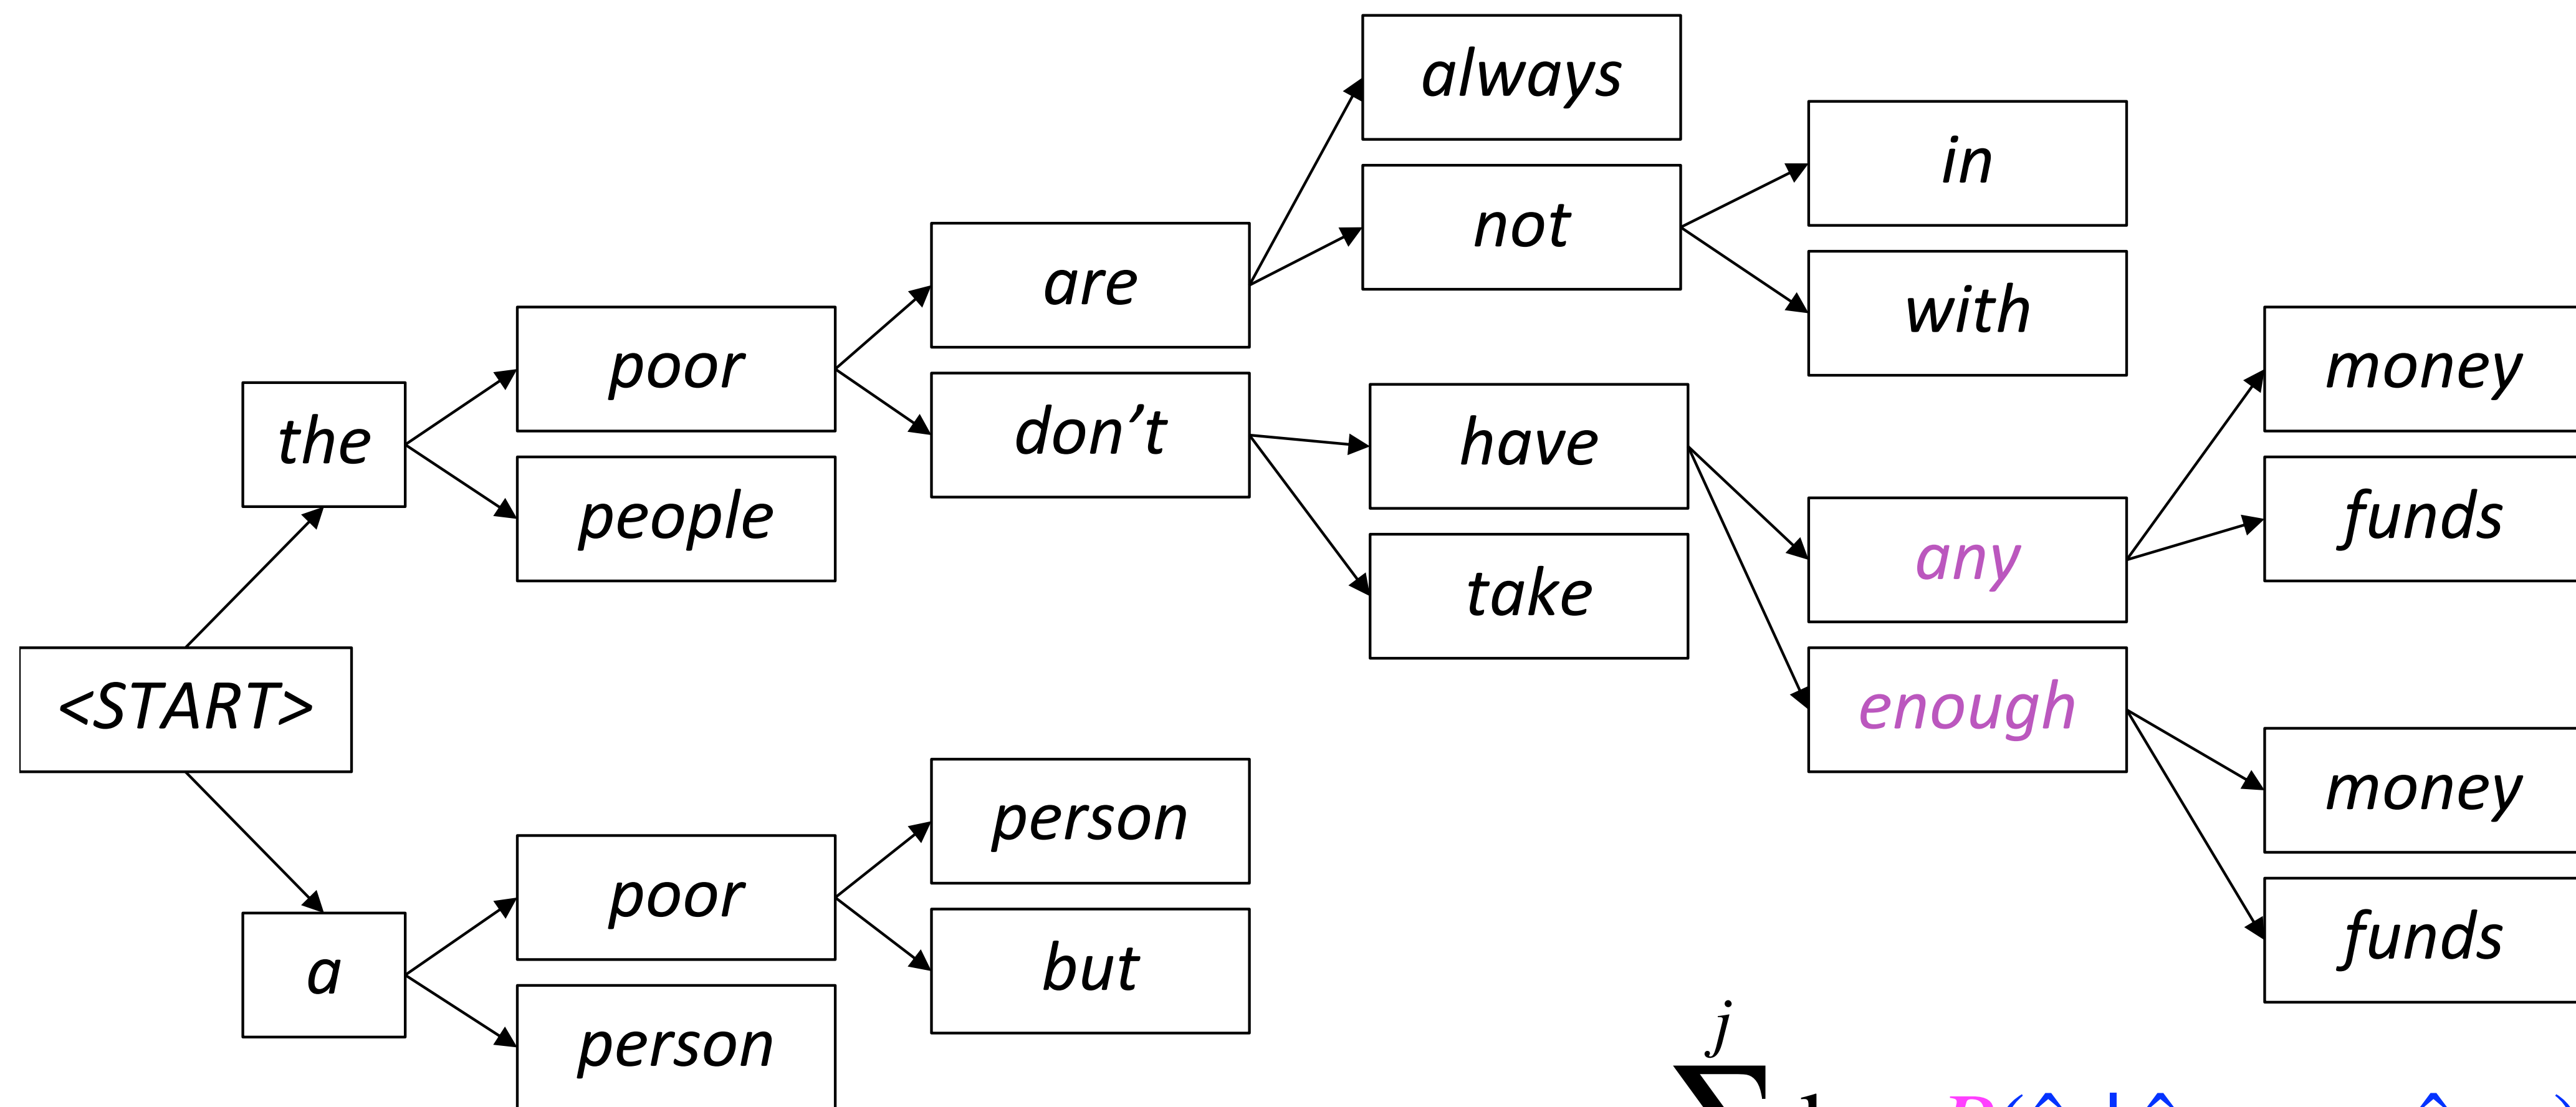 always
in
not
are
with
poor
money
the
don't
have
people
funds
any
take
<START>
enough
person
money
poor
but
funds
a
person
j
∑